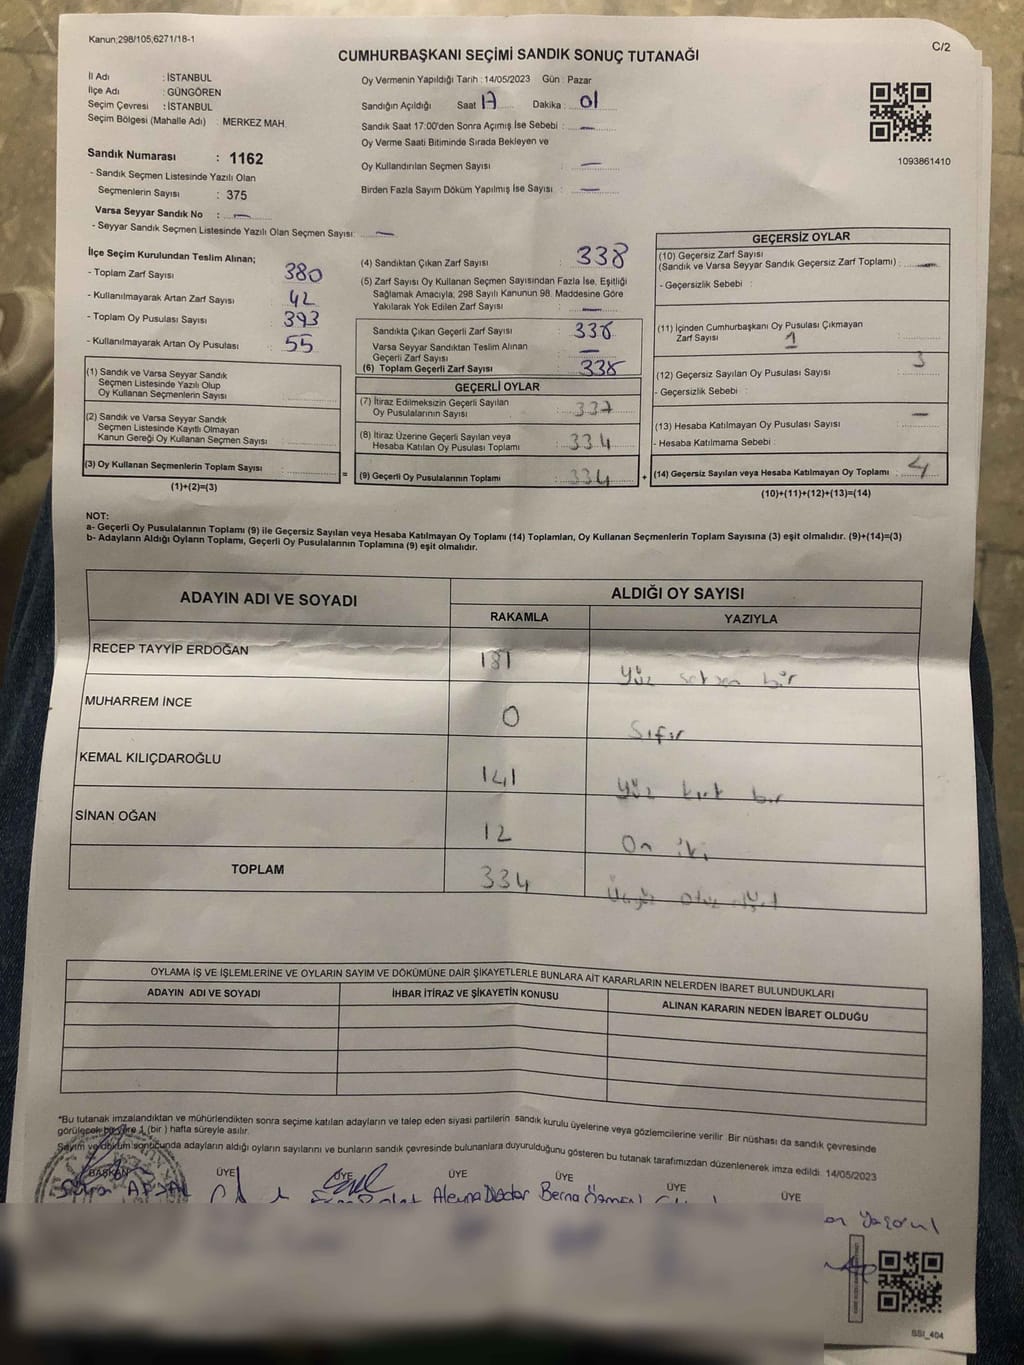 Kanun;298/105;6271/18-1
C/2
CUMHURBAŞKANI SEÇİMİ SANDIK SONUÇ TUTANAĞI
İl Adı : İSTANBUL
İlçe Adı : GÜNGÖREN
Seçim Çevresi : İSTANBUL
Seçim Bölgesi (Mahalle Adı) : MERKEZ MAH.
Sandık Numarası : 1162
- Sandık Seçmen Listesinde Yazılı Olan
Seçmenlerin Sayısı : 375
Varsa Seyyar Sandık No : —
- Seyyar Sandık Seçmen Listesinde Yazılı Olan Seçmen Sayısı: —
Oy Vermenin Yapıldığı Tarih : 14/05/2023 Gün : Pazar
Sandığın Açıldığı Saat 17 Dakika : 01
Sandık Saat 17:00'den Sonra Açımış İse Sebebi : —
Oy Verme Saati Bitiminde Sırada Bekleyen ve
Oy Kullandırılan Seçmen Sayısı : —
Birden Fazla Sayım Döküm Yapılmış İse Sayısı : —
1093861410
İlçe Seçim Kurulundan Teslim Alınan;
- Toplam Zarf Sayısı : 380
- Kullanılmayarak Artan Zarf Sayısı : 42
- Toplam Oy Pusulası Sayısı : 393
- Kullanılmayarak Artan Oy Pusulası : 55
(1) Sandık ve Varsa Seyyar Sandık
Seçmen Listesinde Yazılı Olup
Oy Kullanan Seçmenlerin Sayısı :
(2) Sandık ve Varsa Seyyar Sandık
Seçmen Listesinde Kayıtlı Olmayan
Kanun Gereği Oy Kullanan Seçmen Sayısı :
(3) Oy Kullanan Seçmenlerin Toplam Sayısı :
(1)+(2)=(3)
=
(4) Sandıktan Çıkan Zarf Sayısı : 338
(5) Zarf Sayısı Oy Kullanan Seçmen Sayısından Fazla İse, Eşitliği
Sağlamak Amacıyla, 298 Sayılı Kanunun 98. Maddesine Göre
Yakılarak Yok Edilen Zarf Sayısı : —
Sandıkta Çıkan Geçerli Zarf Sayısı : 338
Varsa Seyyar Sandıktan Teslim Alınan
Geçerli Zarf Sayısı : —
(6) Toplam Geçerli Zarf Sayısı : 338
GEÇERLİ OYLAR
(7) İtiraz Edilmeksizin Geçerli Sayılan
Oy Pusulalarının Sayısı :
(8) İtiraz Üzerine Geçerli Sayılan veya
Hesaba Katılan Oy Pusulası Toplamı : 334
(9) Geçerli Oy Pusulalarının Toplamı : 334
+
GEÇERSİZ OYLAR
(10) Geçersiz Zarf Sayısı
(Sandık ve Varsa Seyyar Sandık Geçersiz Zarf Toplamı) : —
- Geçersizlik Sebebi :
(11) İçinden Cumhurbaşkanı Oy Pusulası Çıkmayan
Zarf Sayısı 1
3
(12) Geçersiz Sayılan Oy Pusulası Sayısı :
- Geçersizlik Sebebi :
—
(13) Hesaba Katılmayan Oy Pusulası Sayısı :
- Hesaba Katılmama Sebebi :
(14) Geçersiz Sayılan veya Hesaba Katılmayan Oy Toplamı : 4
(10)+(11)+(12)+(13)=(14)
NOT:
a- Geçerli Oy Pusulalarının Toplamı (9) ile Geçersiz Sayılan veya Hesaba Katılmayan Oy Toplamı (14) Toplamları, Oy Kullanan Seçmenlerin Toplam Sayısına (3) eşit olmalıdır. (9)+(14)=(3)
b- Adayların Aldığı Oyların Toplamı, Geçerli Oy Pusulalarının Toplamına (9) eşit olmalıdır.
ADAYIN ADI VE SOYADI
ALDIĞI OY SAYISI
RAKAMLA YAZIYLA
RECEP TAYYİP ERDOĞAN 181 Yüz seksen bir
MUHARREM İNCE 0 Sıfır
KEMAL KILIÇDAROĞLU 141 Yüz kırk bir
SİNAN OĞAN 12 On iki
TOPLAM 334 Üçyüz otuz dört
OYLAMA İŞ VE İŞLEMLERİNE VE OYLARIN SAYIM VE DÖKÜMÜNE DAİR ŞİKAYETLERLE BUNLARA AİT KARARLARIN NELERDEN İBARET BULUNDUKLARI
ADAYIN ADI VE SOYADI İHBAR İTİRAZ VE ŞİKAYETİN KONUSU ALINAN KARARIN NEDEN İBARET OLDUĞU
*Bu tutanak imzalandıktan ve mühürlendikten sonra seçime katılan adayların ve talep eden siyasi partilerin sandık kurulu üyelerine veya gözlemcilerine verilir. Bir nüshası da sandık çevresinde
görülecek bir yere 1 (bir ) hafta süreyle asılır.
Sayım ve döküm sonucunda adayların aldığı oyların sayılarını ve bunların sandık çevresinde bulunanlara duyurulduğunu gösteren bu tutanak tarafımızdan düzenlenerek imza edildi. 14/05/2023
BAŞKAN ÜYE ÜYE ÜYE ÜYE ÜYE ÜYE
Aleyna Berna
SSI_404